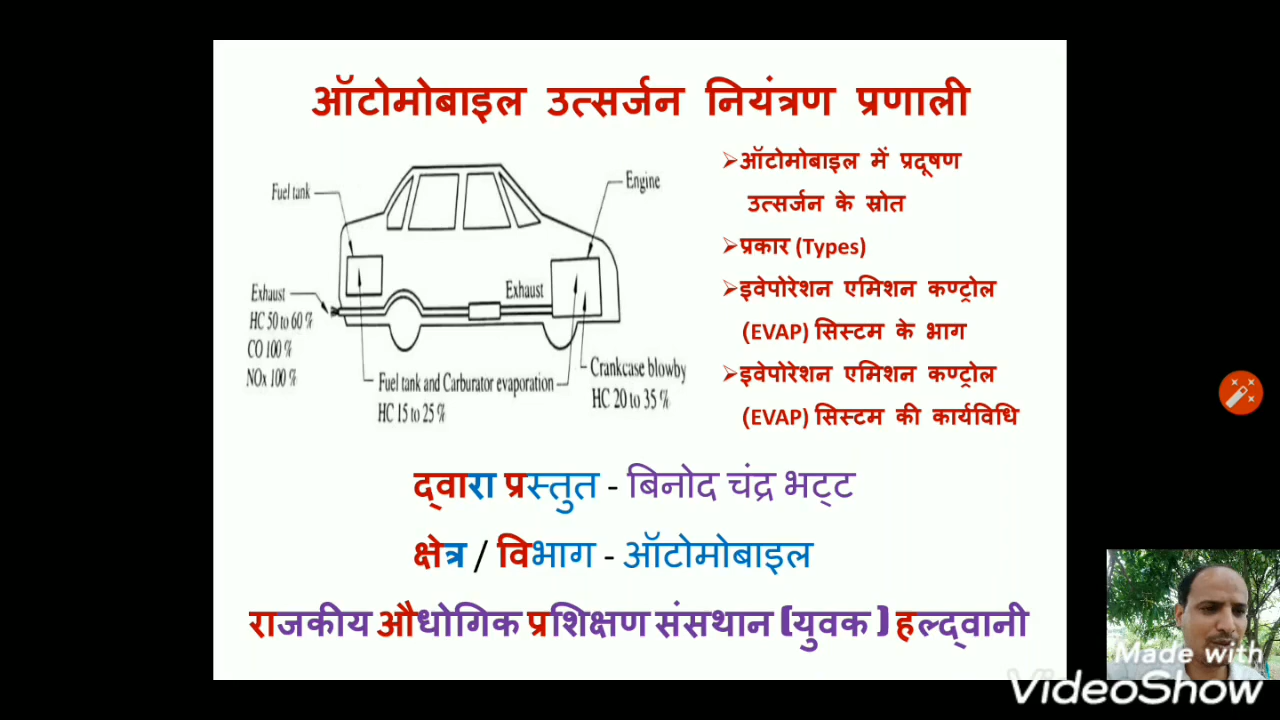 ऑटोमोबाइल उत्सर्जन नियंत्रण प्रणाली
Fuel tank
Engine
Exhaust
HC 50 to 60 %
CO 100 %
NOx 100 %
Exhaust
Fuel tank and Carburator evaporation
HC 15 to 25 %
Crankcase blowby
HC 20 to 35 %
➢ऑटोमोबाइल में प्रदूषण
उत्सर्जन के स्रोत
➢प्रकार (Types)
➢इवेपोरेशन एमिशन कण्ट्रोल
(EVAP) सिस्टम के भाग
➢इवेपोरेशन एमिशन कण्ट्रोल
(EVAP) सिस्टम की कार्यविधि
द्वारा प्रस्तुत - बिनोद चंद्र भट्ट
क्षेत्र / विभाग - ऑटोमोबाइल
राजकीय औधोगिक प्रशिक्षण संसथान (युवक ) हल्द्वानी
Made with
VideoShow